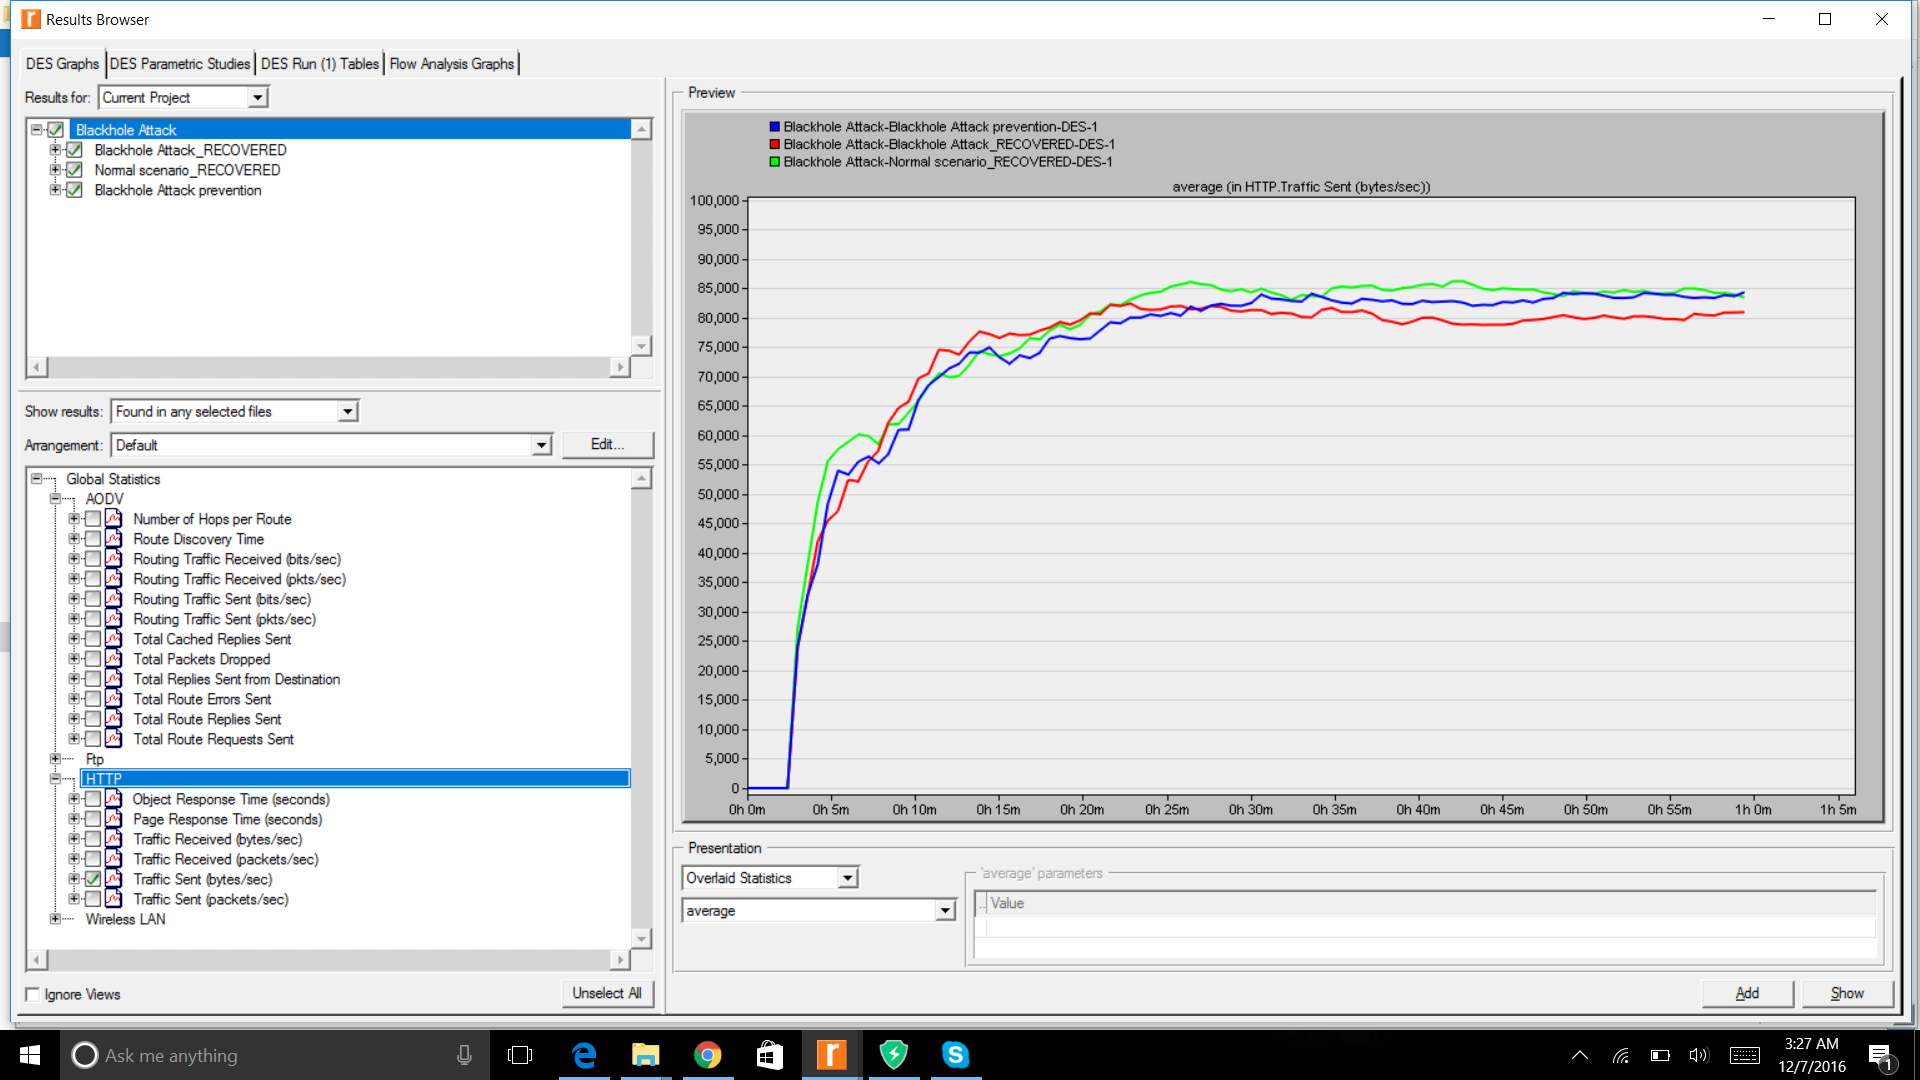 Results Browser
DES Graphs DES Parametric Studies DES Run (1) Tables Flow Analysis Graphs
Results for: Current Project
Blackhole Attack
Blackhole Attack_RECOVERED
Normal scenario_RECOVERED
Blackhole Attack prevention
Show results: Found in any selected files
Arrangement: Default Edit...
Global Statistics
AODV
Number of Hops per Route
Route Discovery Time
Routing Traffic Received (bits/sec)
Routing Traffic Received (pkts/sec)
Routing Traffic Sent (bits/sec)
Routing Traffic Sent (pkts/sec)
Total Cached Replies Sent
Total Packets Dropped
Total Replies Sent from Destination
Total Route Errors Sent
Total Route Replies Sent
Total Route Requests Sent
Ftp
HTTP
Object Response Time (seconds)
Page Response Time (seconds)
Traffic Received (bytes/sec)
Traffic Received (packets/sec)
Traffic Sent (bytes/sec)
Traffic Sent (packets/sec)
Wireless LAN
Ignore Views Unselect All
Preview
Blackhole Attack-Blackhole Attack prevention-DES-1
Blackhole Attack-Blackhole Attack_RECOVERED-DES-1
Blackhole Attack-Normal scenario_RECOVERED-DES-1
average (in HTTP.Traffic Sent (bytes/sec))
100,000
95,000
90,000
85,000
80,000
75,000
70,000
65,000
60,000
55,000
50,000
45,000
40,000
35,000
30,000
25,000
20,000
15,000
10,000
5,000
0
0h 0m 0h 5m 0h 10m 0h 15m 0h 20m 0h 25m 0h 30m 0h 35m 0h 40m 0h 45m 0h 50m 0h 55m 1h 0m 1h 5m
Presentation
Overlaid Statistics
average
'average' parameters
.. Value
Add Show
Ask me anything
3:27 AM
12/7/2016
1